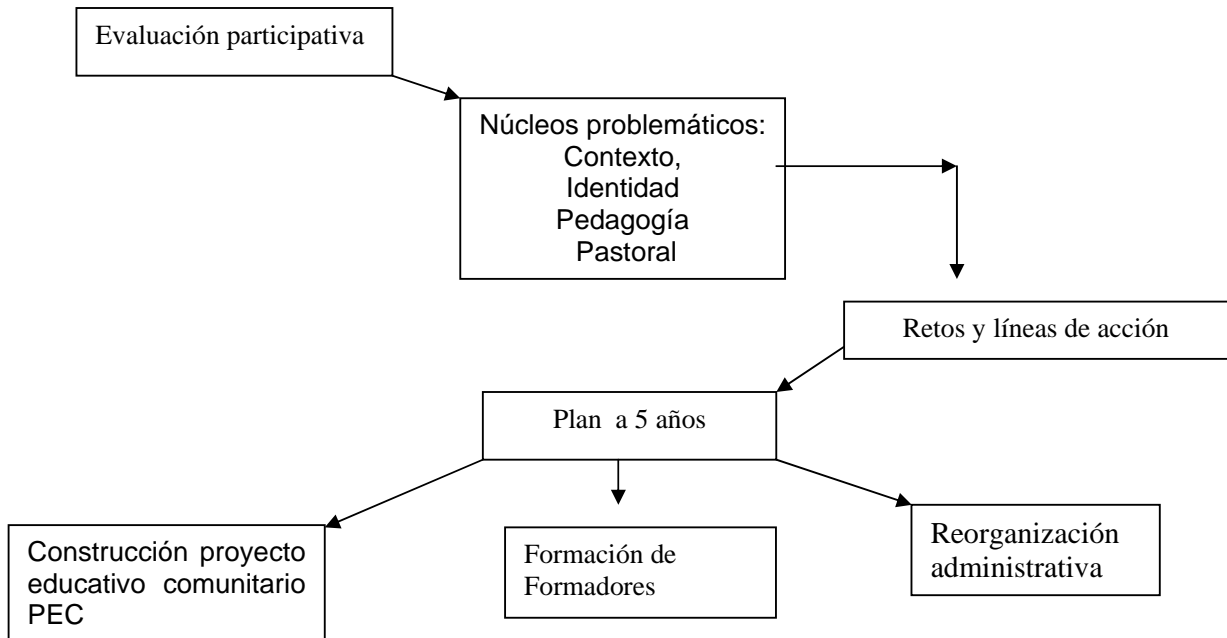 Evaluación participativa
Núcleos problemáticos:
Contexto,
Identidad
Pedagogía
Pastoral
Retos y líneas de acción
Plan a 5 años
Construcción proyecto
educativo comunitario
PEC
Formación de
Formadores
Reorganización
administrativa